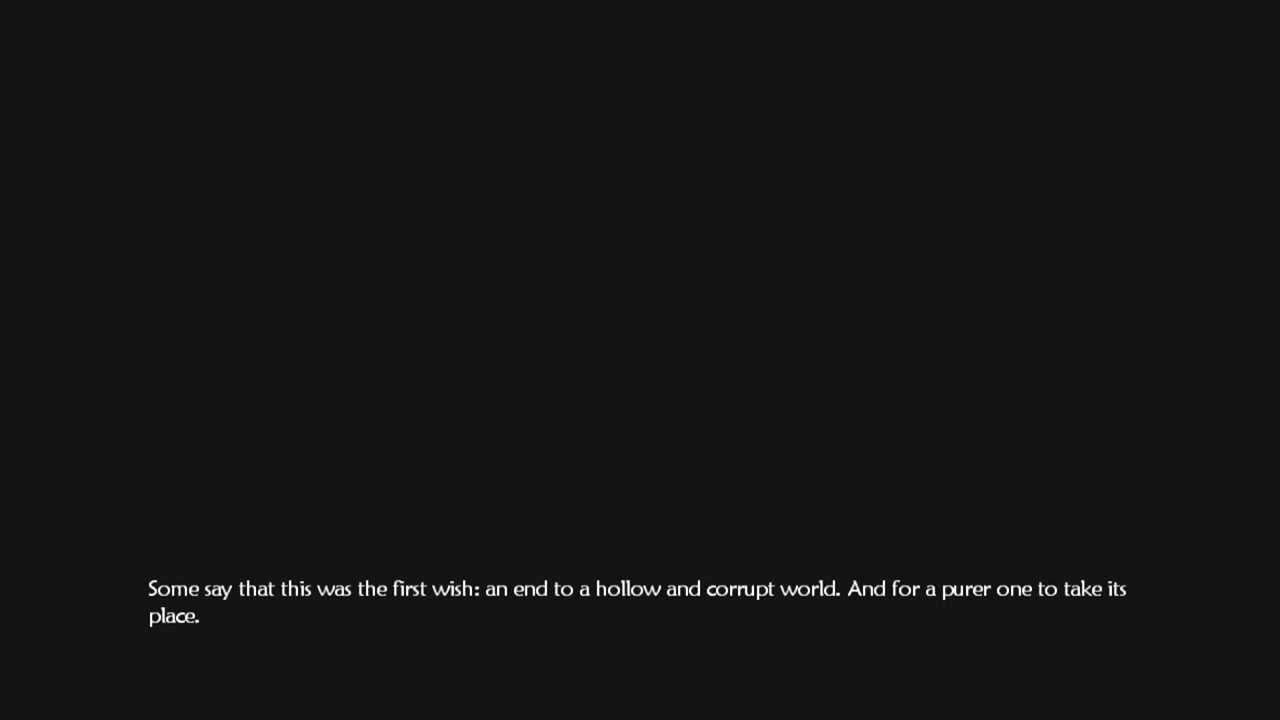 Some say that this was the first wish: an end to a hollow and corrupt world. And for a purer one to take its
place.